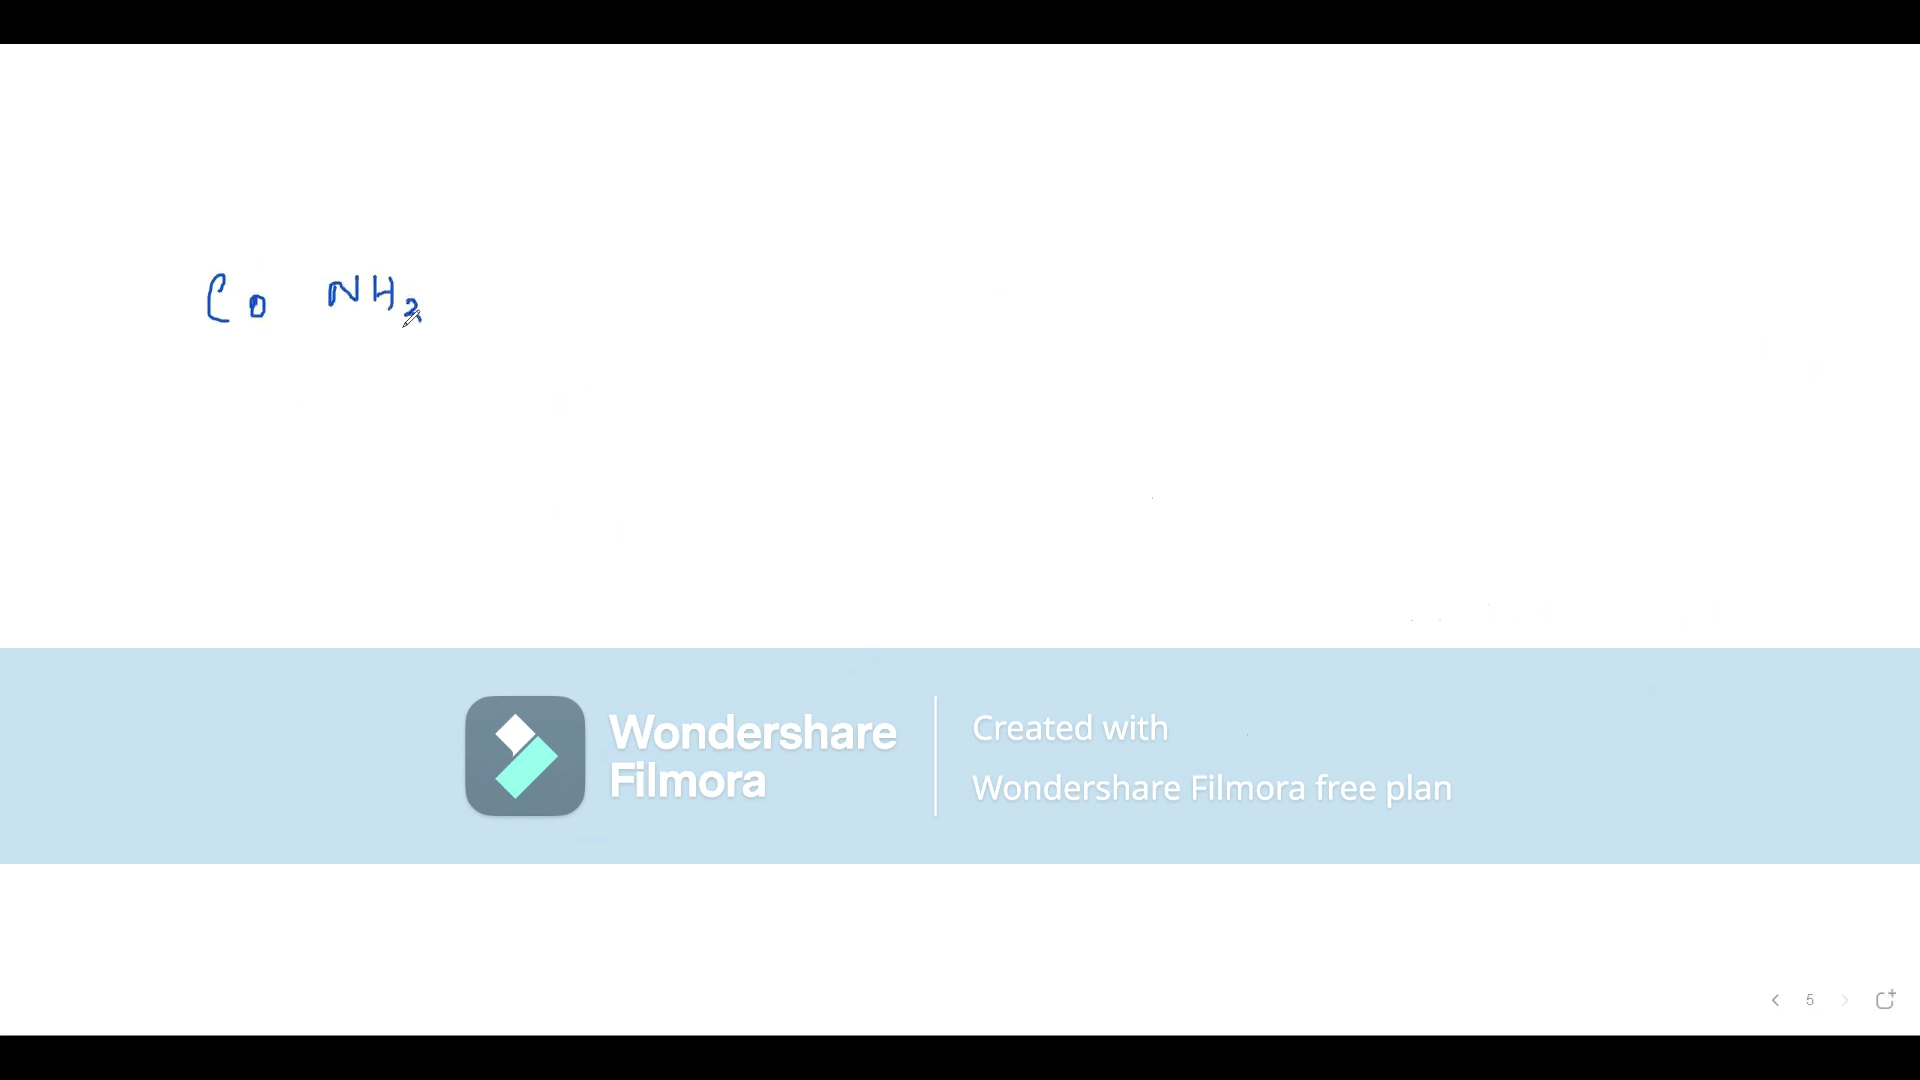 Co NH2
Wondershare
Filmora
Created with
Wondershare Filmora free plan
5